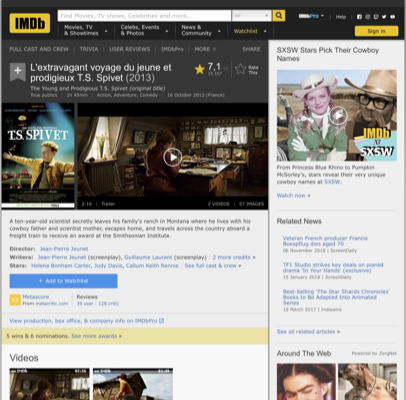 IMDb
Find Movies, TV shows, Celebrities and more...
All
IMDbPro
Help
Movies, TV
& Showtimes
Celebs, Events
& Photos
News &
Community
Watchlist
Sign in
FULL CAST AND CREW | TRIVIA | USER REVIEWS | IMDbPro | MORE
SHARE
L'extravagant voyage du jeune et
prodigieux T.S. Spivet (2013)
The Young and Prodigious T.S. Spivet (original title)
Tous publics | 1h 45min | Action, Adventure, Comedy | 16 October 2013 (France)
7,1
Rate
This
T.S. SPIVET
2:16 | Trailer
2 VIDEOS | 57 IMAGES
A ten-year-old scientist secretly leaves his family's ranch in Montana where he lives with his
cowboy father and scientist mother, escapes home, and travels across the country aboard a
freight train to receive an award at the Smithsonian Institute.
Director: Jean-Pierre Jeunet
Writers: Jean-Pierre Jeunet (screenplay), Guillaume Laurant (screenplay) | 2 more credits »
Stars: Helena Bonham Carter, Judy Davis, Callum Keith Rennie | See full cast & crew »
+ Add to Watchlist
Metascore
From metacritic.com
Reviews
39 user | 128 critic
View production, box office, & company info on IMDbPro
5 wins & 6 nominations. See more awards »
Videos
SXSW Stars Pick Their Cowboy
Names
IMDb
at
SXSW
From Princess Blue Rhino to Pumpkin
McSorley's, stars reveal their very unique
cowboy names at SXSW.
Watch now »
Related News
Veteran French producer Francis
Boespflug dies aged 70
06 November 2018 | ScreenDaily
TF1 Studio strikes key deals on pianist
drama 'In Your Hands' (exclusive)
15 January 2018 | ScreenDaily
Best-Selling 'The Star Shards Chronicles'
Books to be Adapted Into Animated
Series
15 March 2017 | Indiewire
See all related articles »
Around The Web
Powered by ZergNet